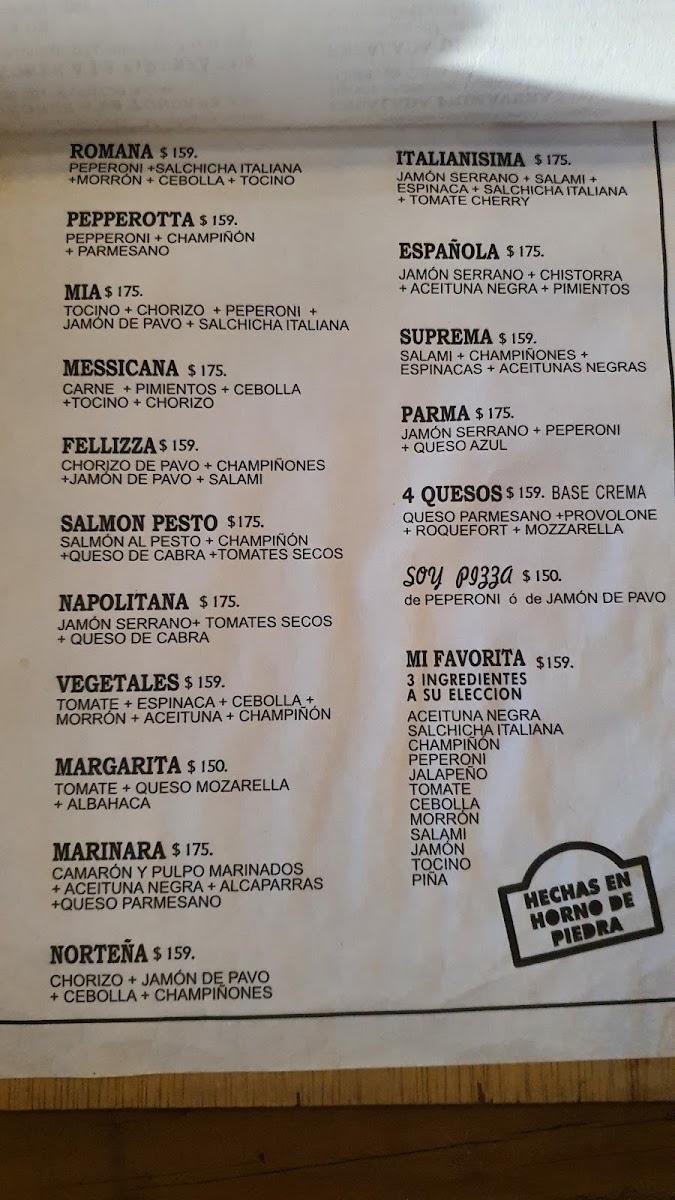 ROMANA $ 159.
PEPERONI +SALCHICHA ITALIANA
+MORRÓN + CEBOLLA + TOCINO
PEPPEROTTA $ 159.
PEPPERONI + CHAMPIÑÓN
+ PARMESANO
MIA $ 175.
TOCINO + CHORIZO + PEPERONI +
JAMÓN DE PAVO + SALCHICHA ITALIANA
MESSICANA $ 175.
CARNE + PIMIENTOS + CEBOLLA
+TOCINO + CHORIZO
FELLIZZA $ 159.
CHORIZO DE PAVO + CHAMPIÑONES
+JAMÓN DE PAVO + SALAMI
SALMON PESTO $175.
SALMÓN AL PESTO + CHAMPIÑÓN
+QUESO DE CABRA +TOMATES SECOS
NAPOLITANA $ 175.
JAMÓN SERRANO+ TOMATES SECOS
+ QUESO DE CABRA
VEGETALES $ 159.
TOMATE + ESPINACA + CEBOLLA +
MORRÓN + ACEITUNA + CHAMPIÑÓN
MARGARITA $ 150.
TOMATE + QUESO MOZARELLA
+ ALBAHACA
MARINARA $ 175.
CAMARÓN Y PULPO MARINADOS
+ ACEITUNA NEGRA + ALCAPARRAS
+QUESO PARMESANO
NORTEÑA $ 159.
CHORIZO + JAMÓN DE PAVO
+ CEBOLLA + CHAMPIÑONES
ITALIANISIMA $ 175.
JAMÓN SERRANO + SALAMI +
ESPINACA + SALCHICHA ITALIANA
+ TOMATE CHERRY
ESPAÑOLA $ 175.
JAMÓN SERRANO + CHISTORRA
+ ACEITUNA NEGRA + PIMIENTOS
SUPREMA $ 159.
SALAMI + CHAMPIÑONES +
ESPINACAS + ACEITUNAS NEGRAS
PARMA $ 175.
JAMÓN SERRANO + PEPERONI
+ QUESO AZUL
4 QUESOS $ 159. BASE CREMA
QUESO PARMESANO +PROVOLONE
+ ROQUEFORT + MOZZARELLA
SOY PIZZA $ 150.
de PEPERONI ó de JAMÓN DE PAVO
MI FAVORITA $159.
3 INGREDIENTES
A SU ELECCION
ACEITUNA NEGRA
SALCHICHA ITALIANA
CHAMPIÑÓN
PEPERONI
JALAPEÑO
TOMATE
CEBOLLA
MORRÓN
SALAMI
JAMÓN
TOCINO
PIÑA
HECHAS EN
HORNO DE
PIEDRA